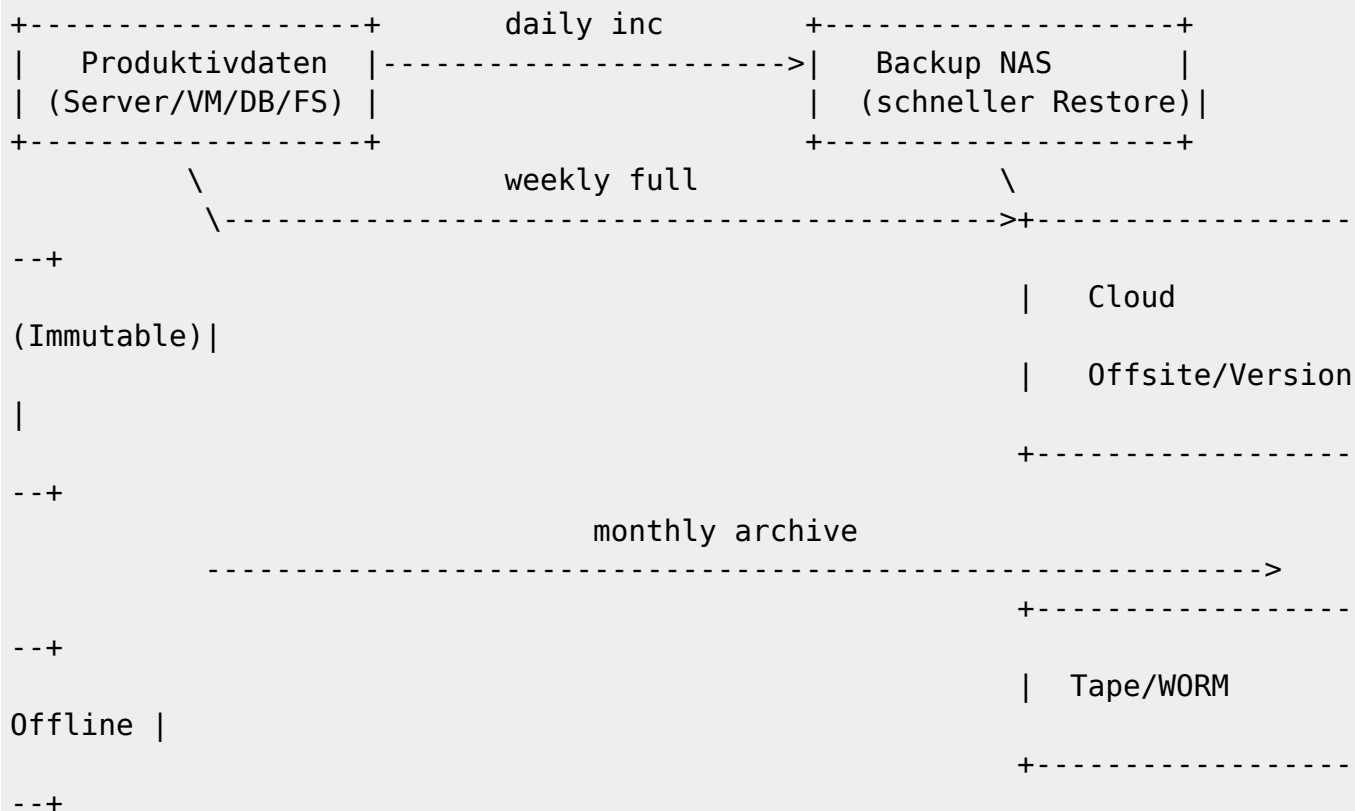 +-------------------+       daily inc        +--------------------+
|   Produktivdaten  |----------------------->|   Backup NAS       |
| (Server/VM/DB/FS) |                        |  (schneller Restore)|
+-------------------+                        +--------------------+
          \                 weekly full                 \
           \-------------------------------------------->+------------------
--+
                                                         |   Cloud
(Immutable)|
                                                         |   Offsite/Version
|
                                                         +------------------
--+
                                 monthly archive
           ------------------------------------------------------------>
                                                         +------------------
--+
                                                         |  Tape/WORM
Offline |
                                                         +------------------
--+